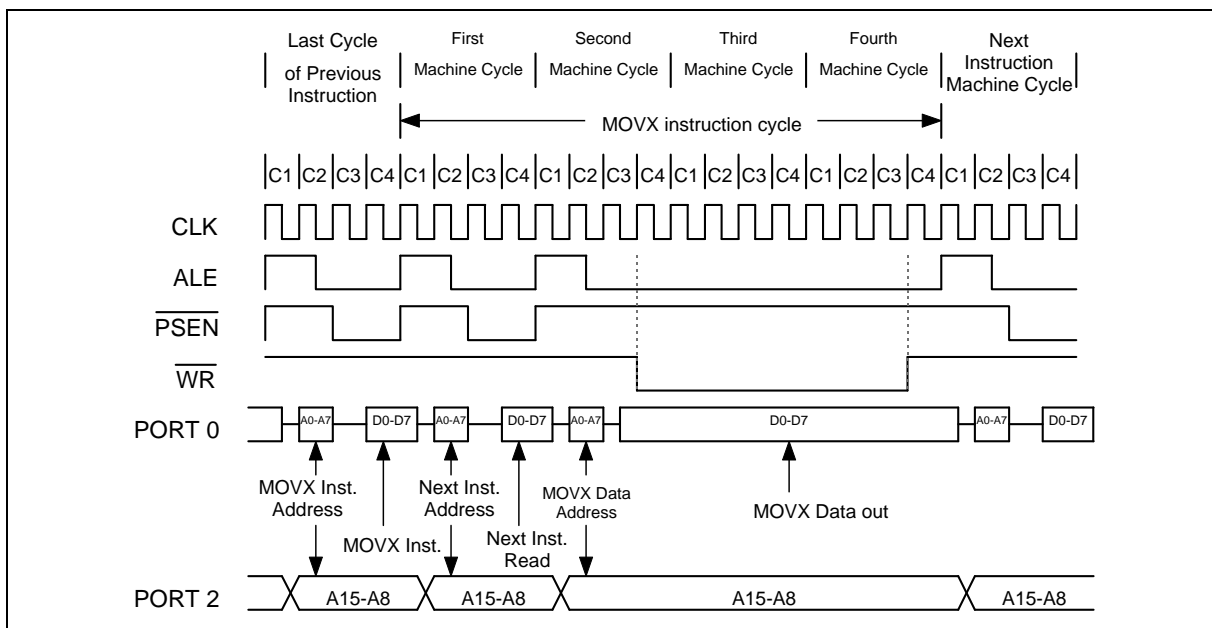 Last Cycle
of Previous
Instruction
First
Machine Cycle
Second
Machine Cycle
Third
Machine Cycle
Fourth
Machine Cycle
Next
Instruction
Machine Cycle
MOVX instruction cycle
C1 C2 C3 C4 C1 C2 C3 C4 C1 C2 C3 C4 C1 C2 C3 C4 C1 C2 C3 C4 C1 C2 C3 C4
CLK
ALE
PSEN
WR
PORT 0
A0-A7 D0-D7 A0-A7 D0-D7 A0-A7 D0-D7 A0-A7 D0-D7
MOVX Inst.
Address
MOVX Inst.
Next Inst.
Address
Next Inst.
Read
MOVX Data
Address
MOVX Data out
PORT 2
A15-A8 A15-A8 A15-A8 A15-A8